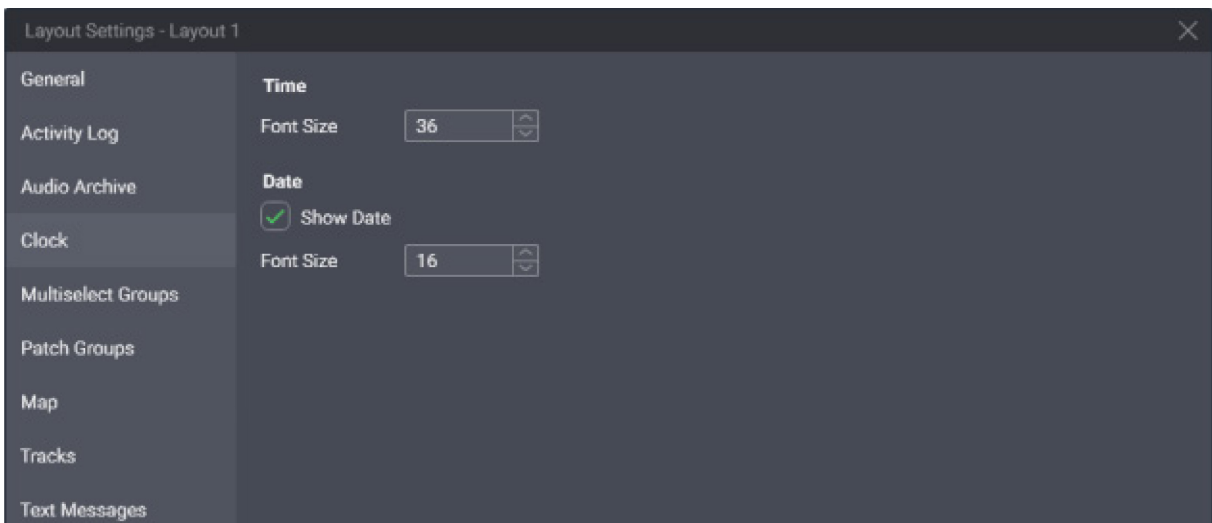 Layout Settings - Layout 1
General
Activity Log
Audio Archive
Clock
Multiselect Groups
Patch Groups
Map
Tracks
Text Messages
Time
Font Size 36
Date
Show Date
Font Size 16